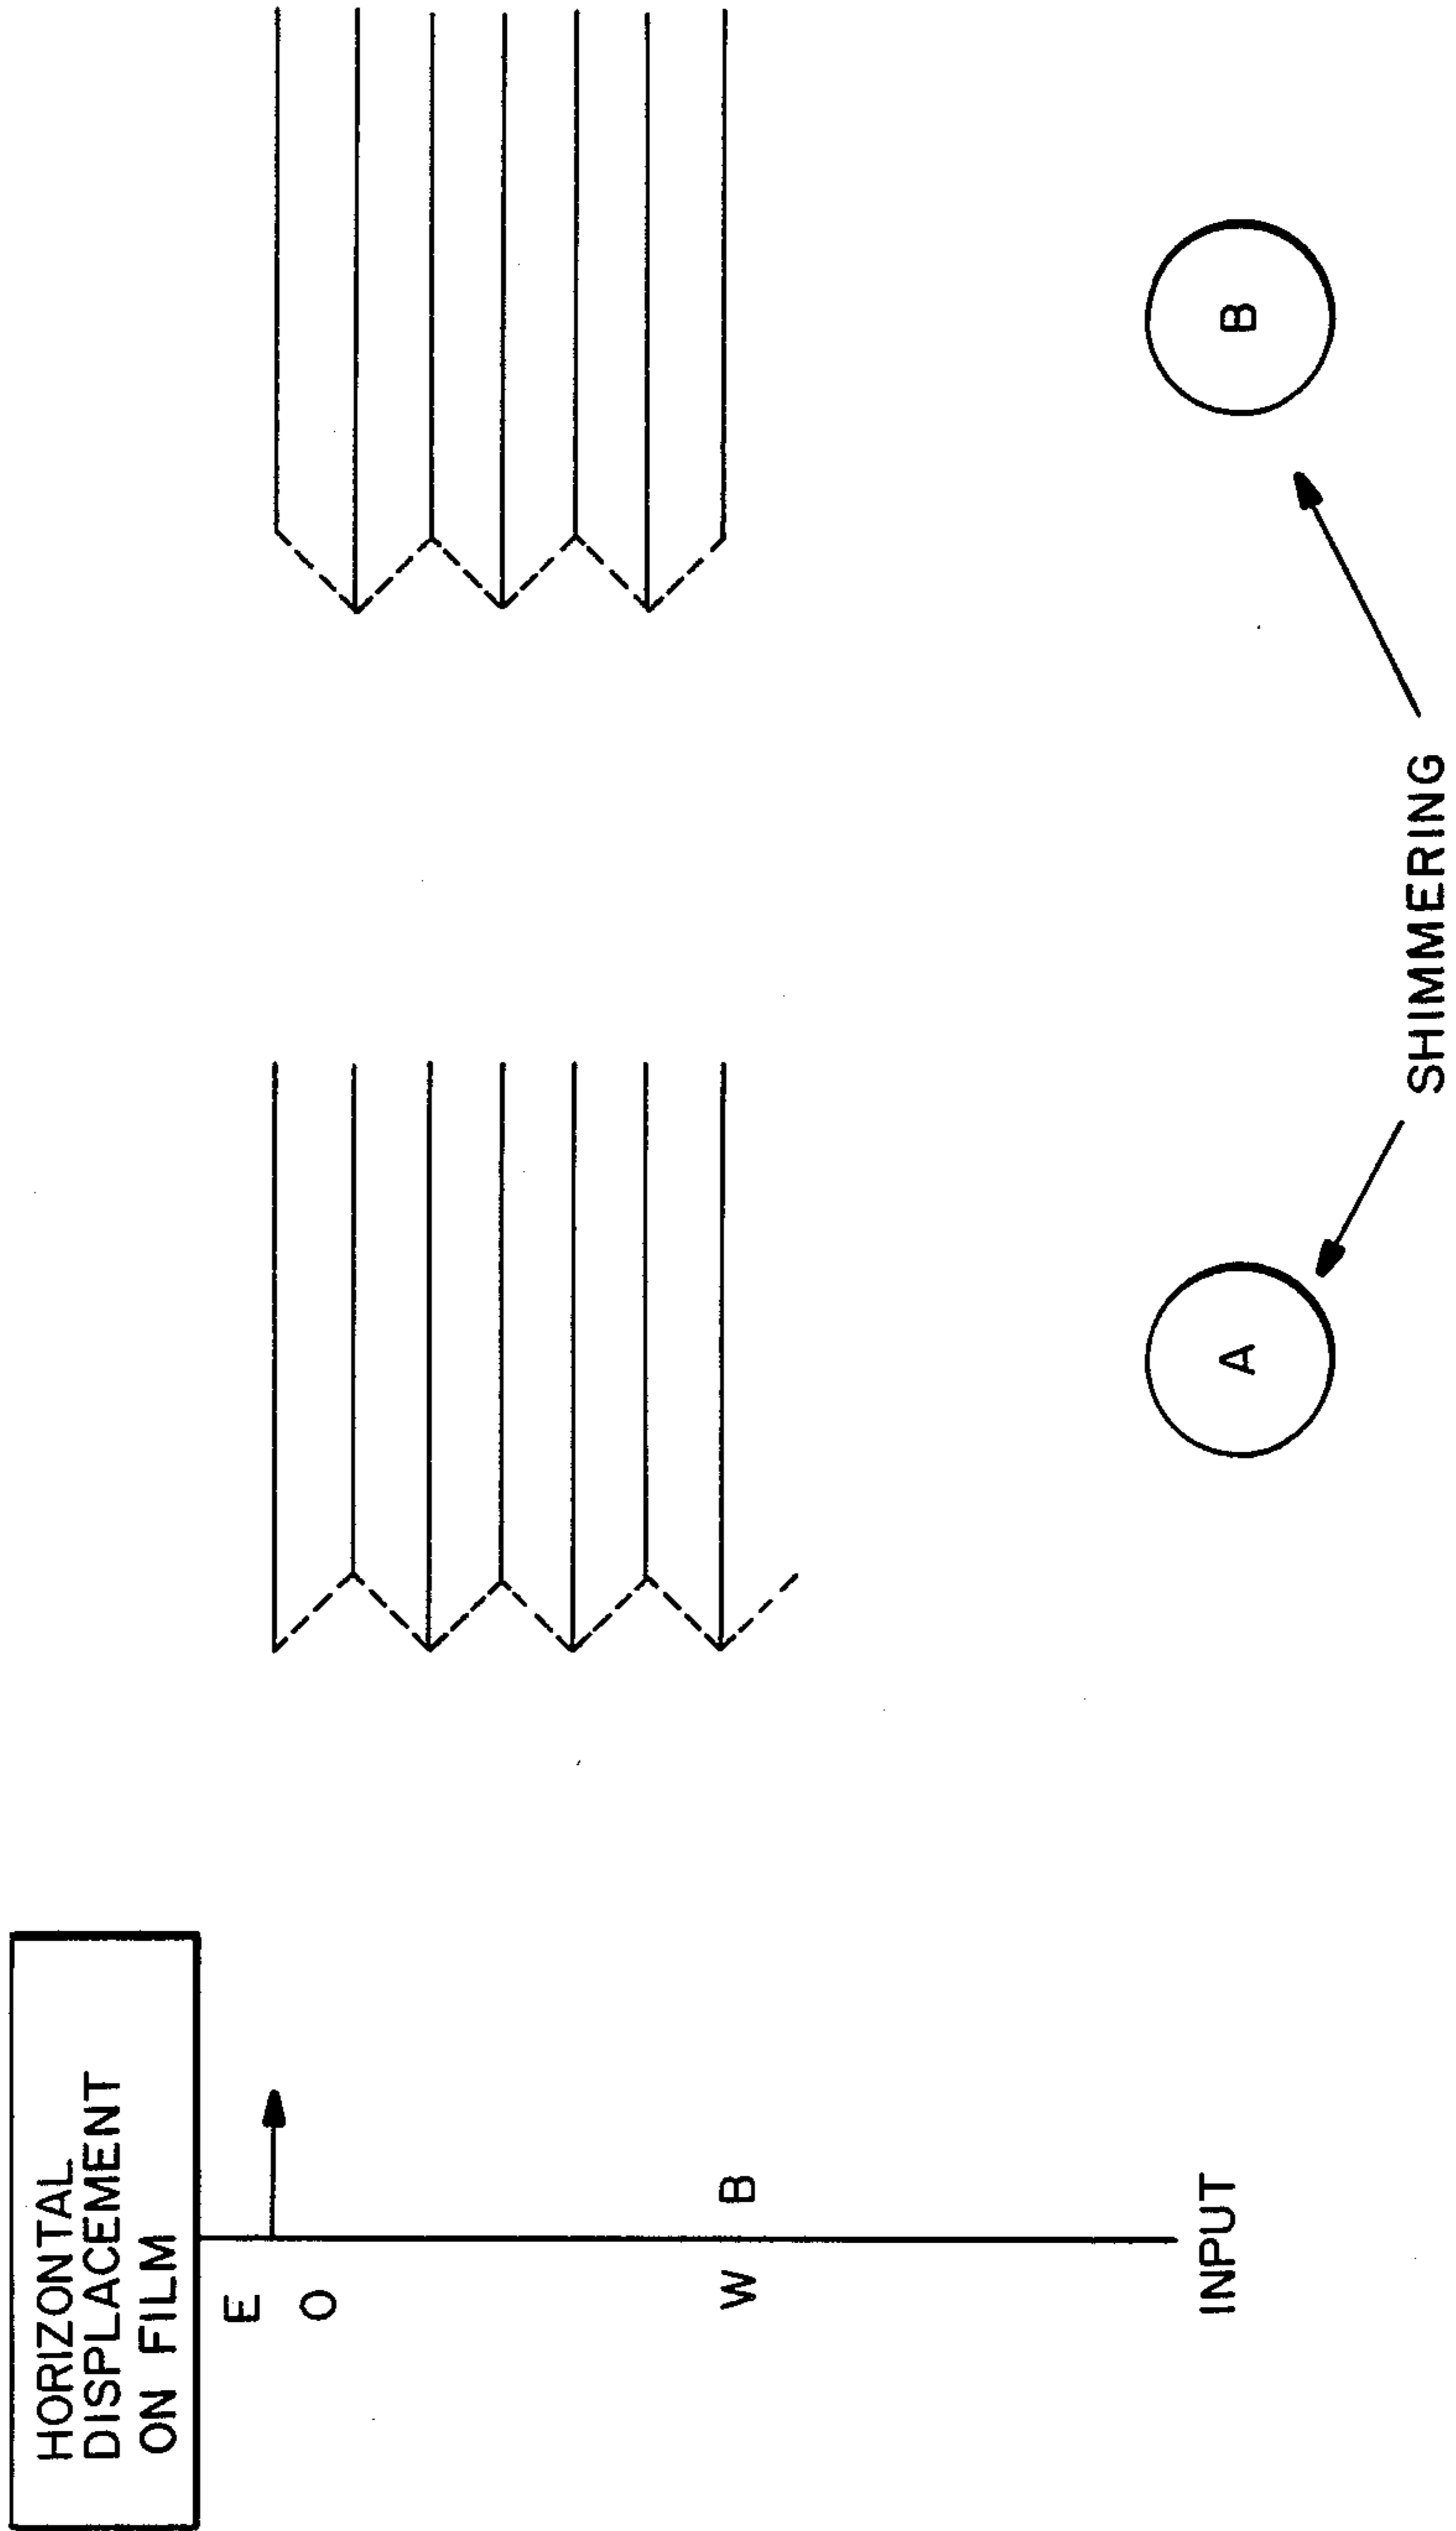 HORIZONTAL
DISPLACEMENT
ON FILM
E
O
W B
INPUT
A
B
SHIMMERING